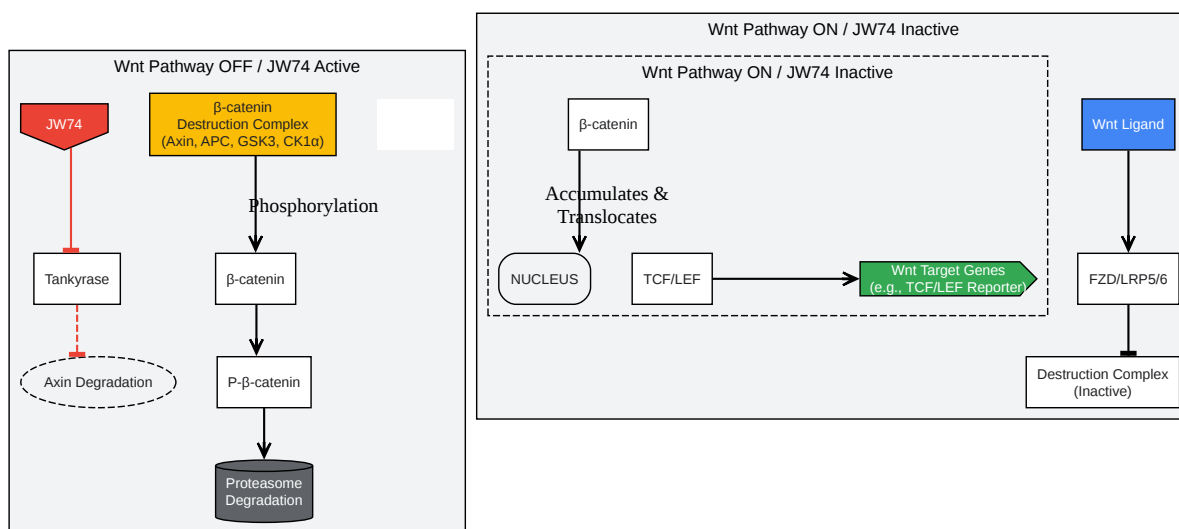 Wnt Pathway OFF / JW74 Active
JW74
β-catenin
Destruction Complex
(Axin, APC, GSK3, CK1α)
Phosphorylation
Tankyrase
β-catenin
Axin Degradation
P-β-catenin
Proteasome
Degradation
Wnt Pathway ON / JW74 Inactive
Wnt Pathway ON / JW74 Inactive
β-catenin
Wnt Ligand
Accumulates &
Translocates
NUCLEUS
TCF/LEF
Wnt Target Genes
(e.g., TCF/LEF Reporter)
FZD/LRP5/6
Destruction Complex
(Inactive)